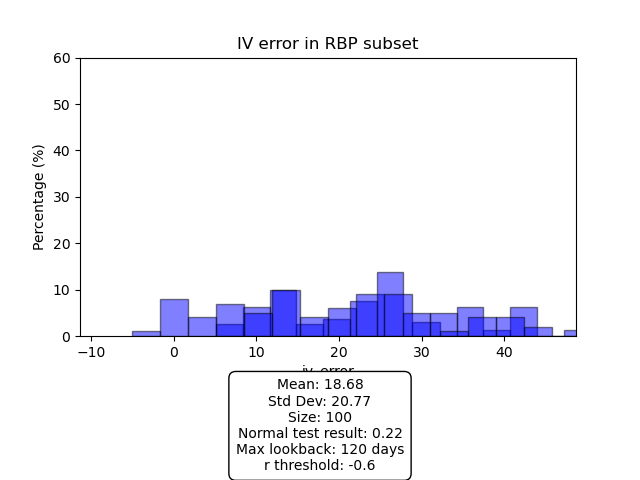 IV error in RBP subset
60
50
40
30
20
10
0
Percentage (%)
−10 0 10 20 30 40
iv_error
Mean: 18.68
Std Dev: 20.77
Size: 100
Normal test result: 0.22
Max lookback: 120 days
r threshold: -0.6